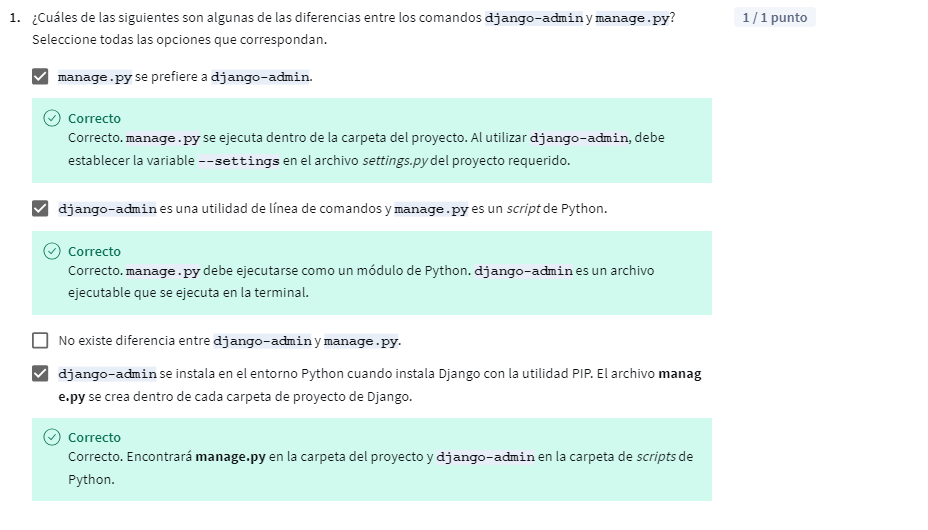 1. ¿Cuáles de las siguientes son algunas de las diferencias entre los comandos django-admin y manage.py?
1 / 1 punto
Seleccione todas las opciones que correspondan.
manage.py se prefiere a django-admin.
Correcto
Correcto. manage.py se ejecuta dentro de la carpeta del proyecto. Al utilizar django-admin, debe
establecer la variable --settings en el archivo settings.py del proyecto requerido.
django-admin es una utilidad de línea de comandos y manage.py es un script de Python.
Correcto
Correcto. manage.py debe ejecutarse como un módulo de Python. django-admin es un archivo
ejecutable que se ejecuta en la terminal.
No existe diferencia entre django-admin y manage.py.
django-admin se instala en el entorno Python cuando instala Django con la utilidad PIP. El archivo manag
e.py se crea dentro de cada carpeta de proyecto de Django.
Correcto
Correcto. Encontrará manage.py en la carpeta del proyecto y django-admin en la carpeta de scripts de
Python.